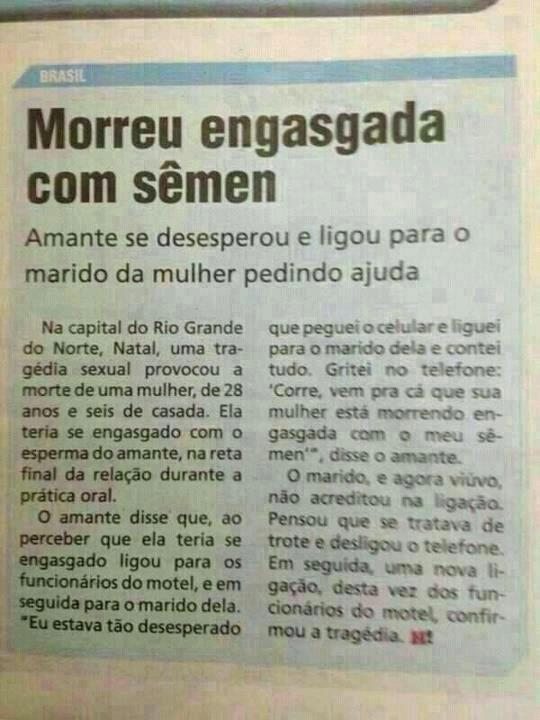 BRASIL
Morreu engasgada
com sêmen
Amante se desesperou e ligou para o
marido da mulher pedindo ajuda
Na capital do Rio Grande
do Norte, Natal, uma tra-
gédia sexual provocou a
morte de uma mulher, de 28
anos e seis de casada. Ela
teria se engasgado com o
esperma do amante, na reta
final da relação durante a
prática oral.
O amante disse que, ao
perceber que ela teria se
engasgado ligou para os
funcionários do motel, e em
seguida para o marido dela.
"Eu estava tão desesperado
que peguei o celular e liguei
para o marido dela e contei
tudo. Gritei no telefone:
'Corre, vem pra cá que sua
mulher está morrendo en-
gasgada com o meu sê-
men'", disse o amante.
O marido, e agora viúvo,
não acreditou na ligação.
Pensou que se tratava de
trote e desligou o telefone.
Em seguida, uma nova li-
gação, desta vez dos fun-
cionários do motel, confir-
mou a tragédia.